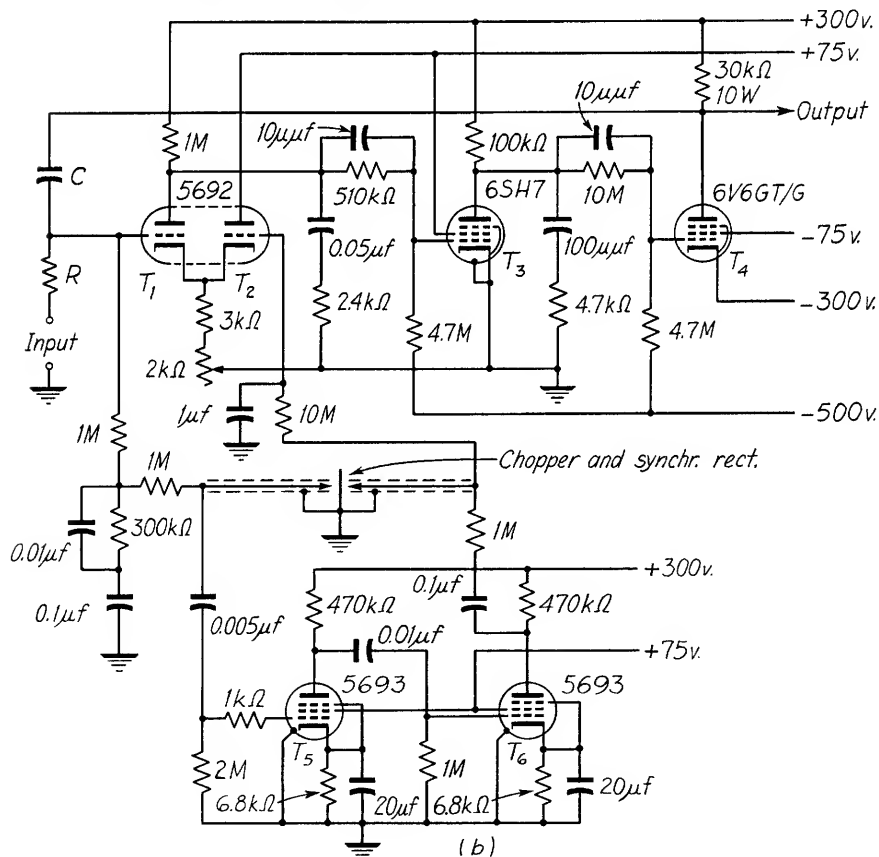 +300v.
+75v.
30kΩ
10W
10μμf
10μμf
Output
1M
100kΩ
C
5692
510kΩ
6SH7
10M
6V6GT/G
0.05μf
100μμf
-75v.
R
T1
T2
T3
T4
3kΩ
2.4kΩ
4.7kΩ
-300v.
Input
4.7M
4.7M
2kΩ
1μf
10M
-500v.
1M
Chopper and synchr. rect.
1M
300kΩ
1M
0.01μf
+300v.
0.1μf
0.005μf
470kΩ
0.1μf
470kΩ
0.01μf
+75v.
5693
5693
1kΩ
T5
T6
2M
1M
6.8kΩ
20μf
6.8kΩ
20μf
(b)